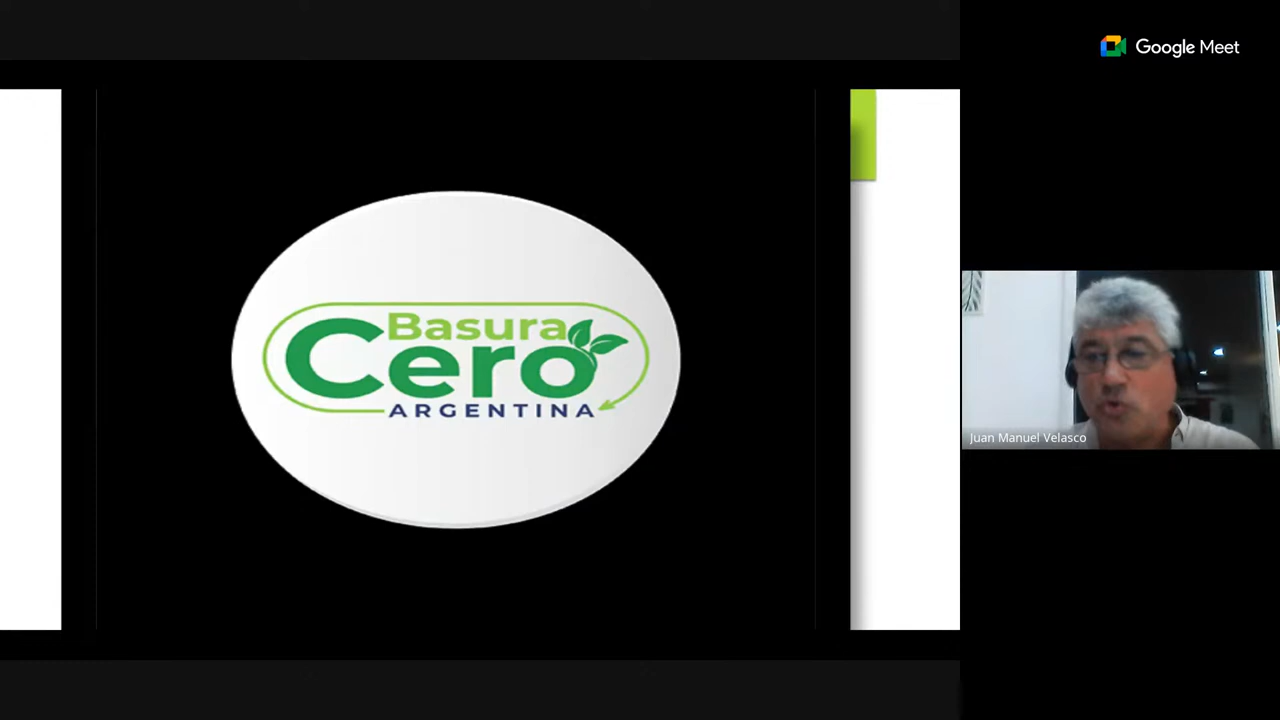 Google Meet
Basura
Cero
ARGENTINA
Juan Manuel Velasco